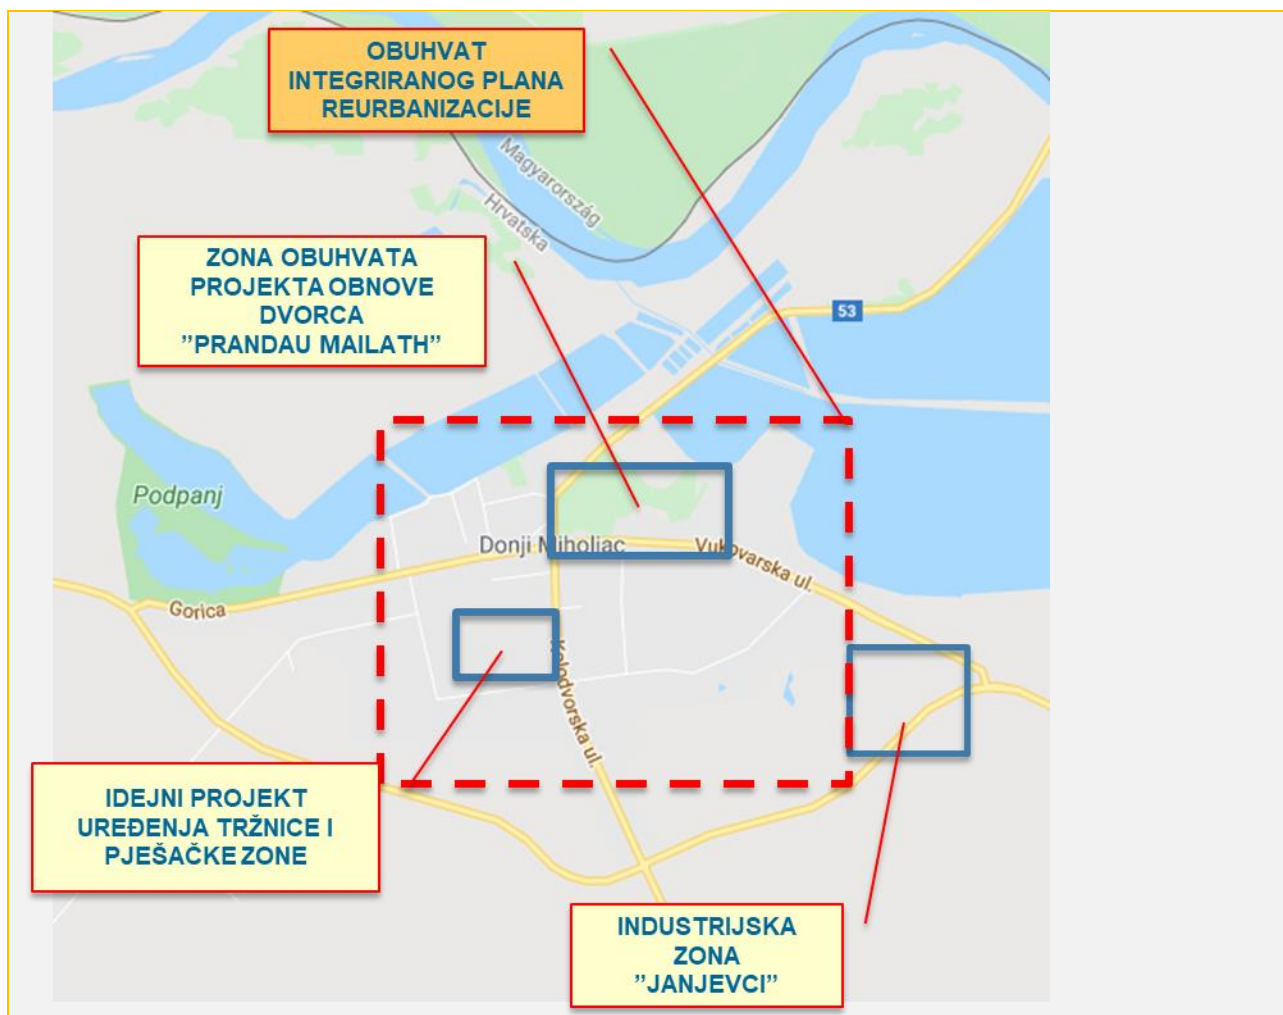 OBUHVAT
INTEGRIRANOG PLANA
REURBANIZACIJE
Magyarország
Hrvatska
ZONA OBUHVATA
PROJEKTA OBNOVE
DVORCA
”PRANDAU MAILATH”
53
Podpanj
Donji Miholjac
Vukovarska ul.
Gorica
Kolodvorska ul.
IDEJNI PROJEKT
UREĐENJA TRŽNICE I
PJEŠAČKE ZONE
INDUSTRIJSKA
ZONA
”JANJEVCI”